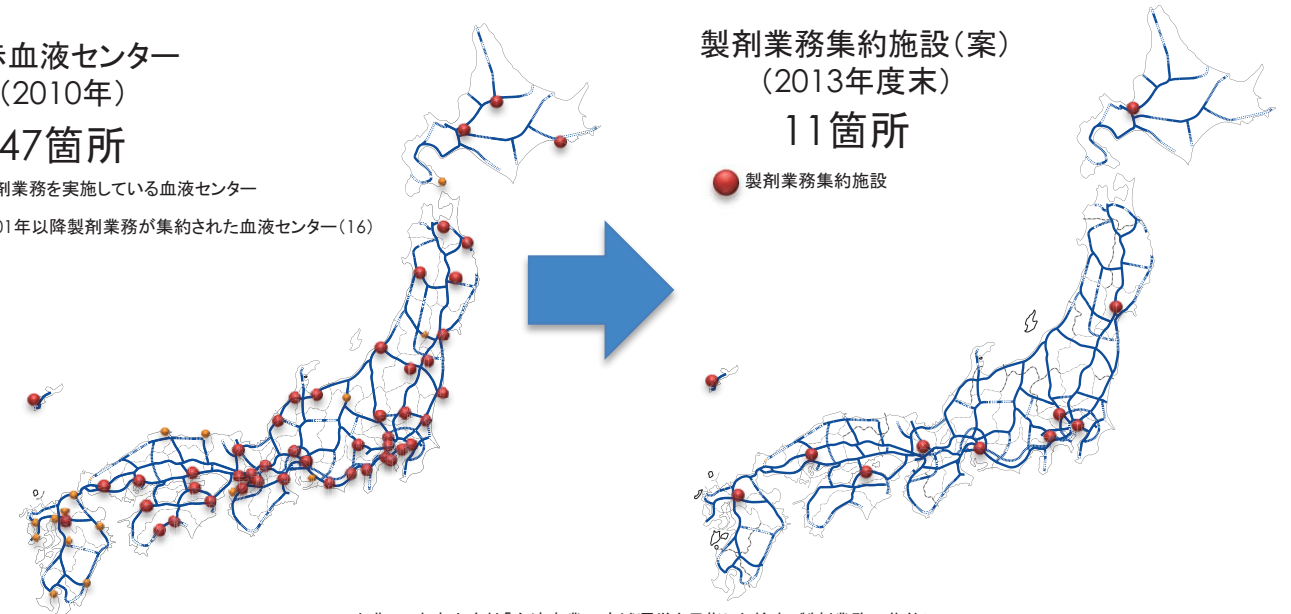 血液センター
（2010年）
47箇所
剤業務を実施している血液センター
01年以降製剤業務が集約された血液センター（16）
製剤業務集約施設（案）
（2013年度末）
11箇所
製剤業務集約施設